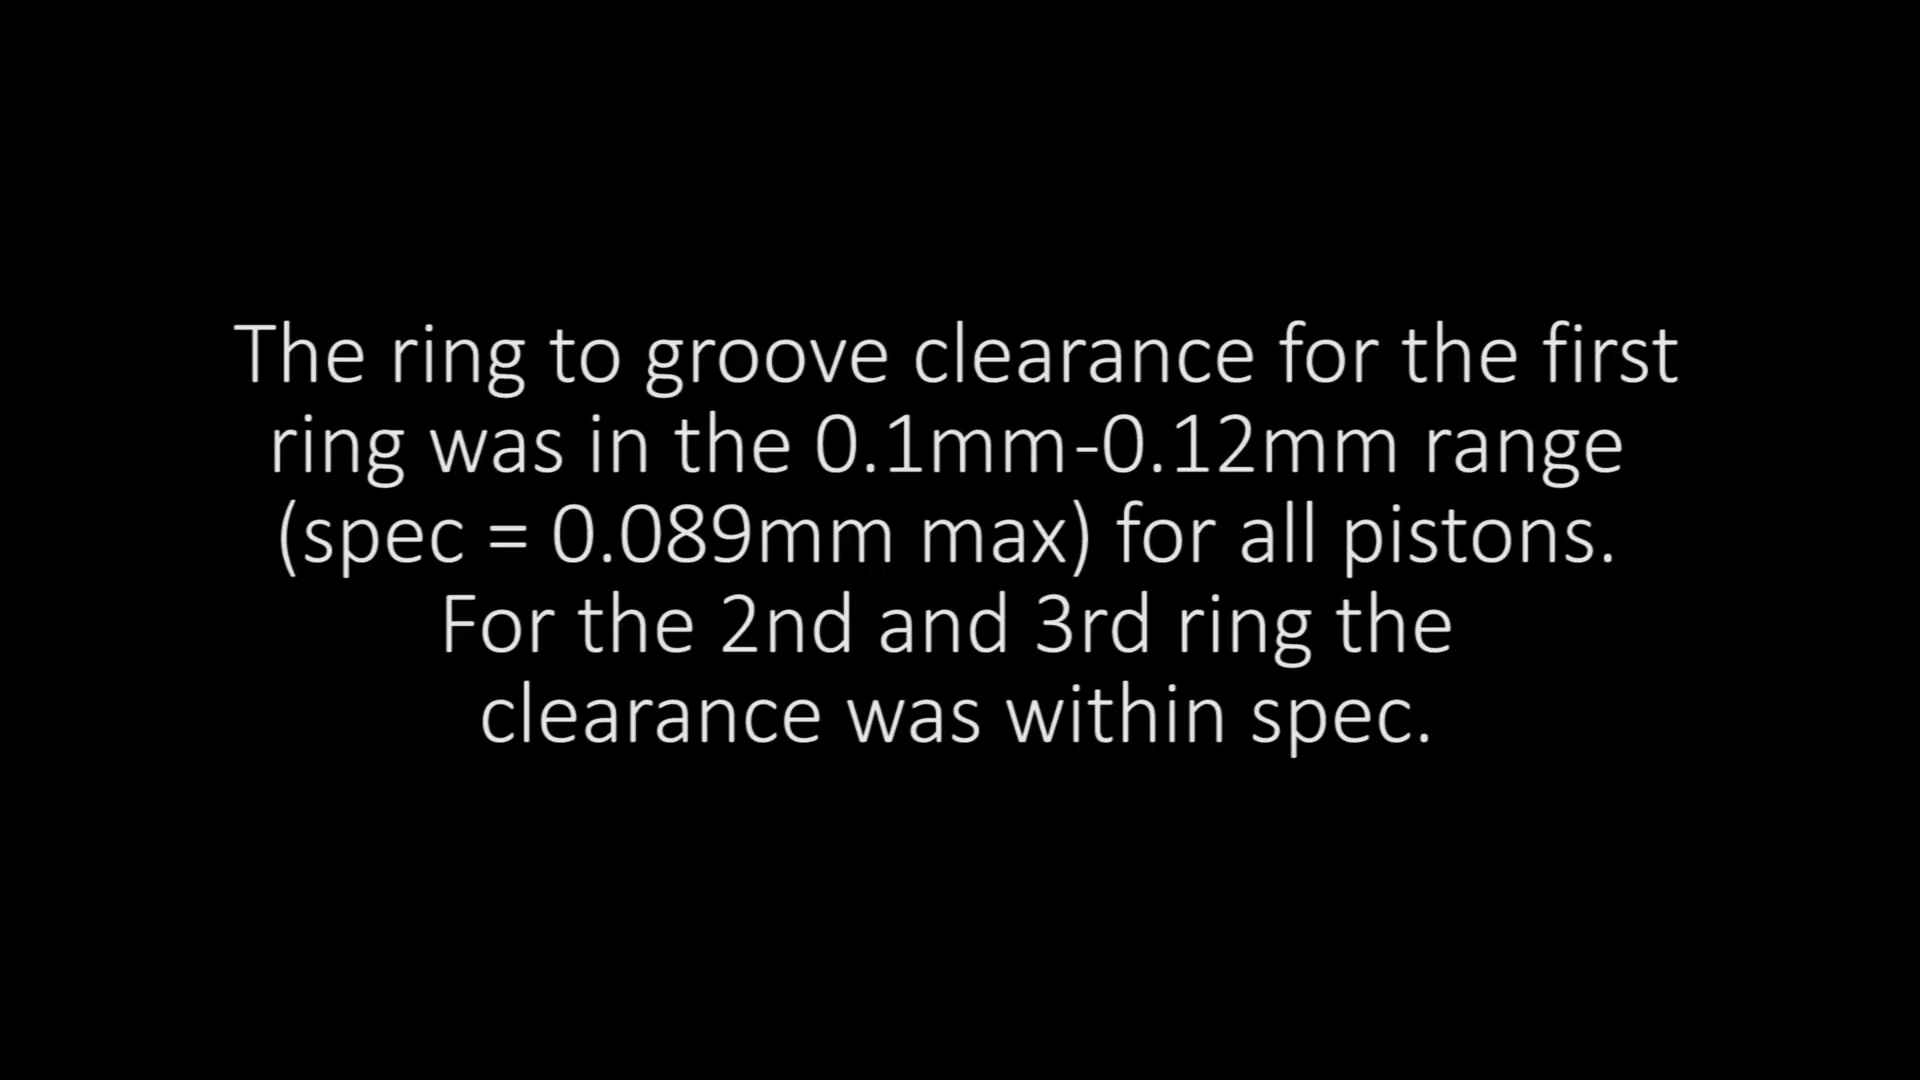 The ring to groove clearance for the first
ring was in the 0.1mm-0.12mm range
(spec = 0.089mm max) for all pistons.
For the 2nd and 3rd ring the
clearance was within spec.